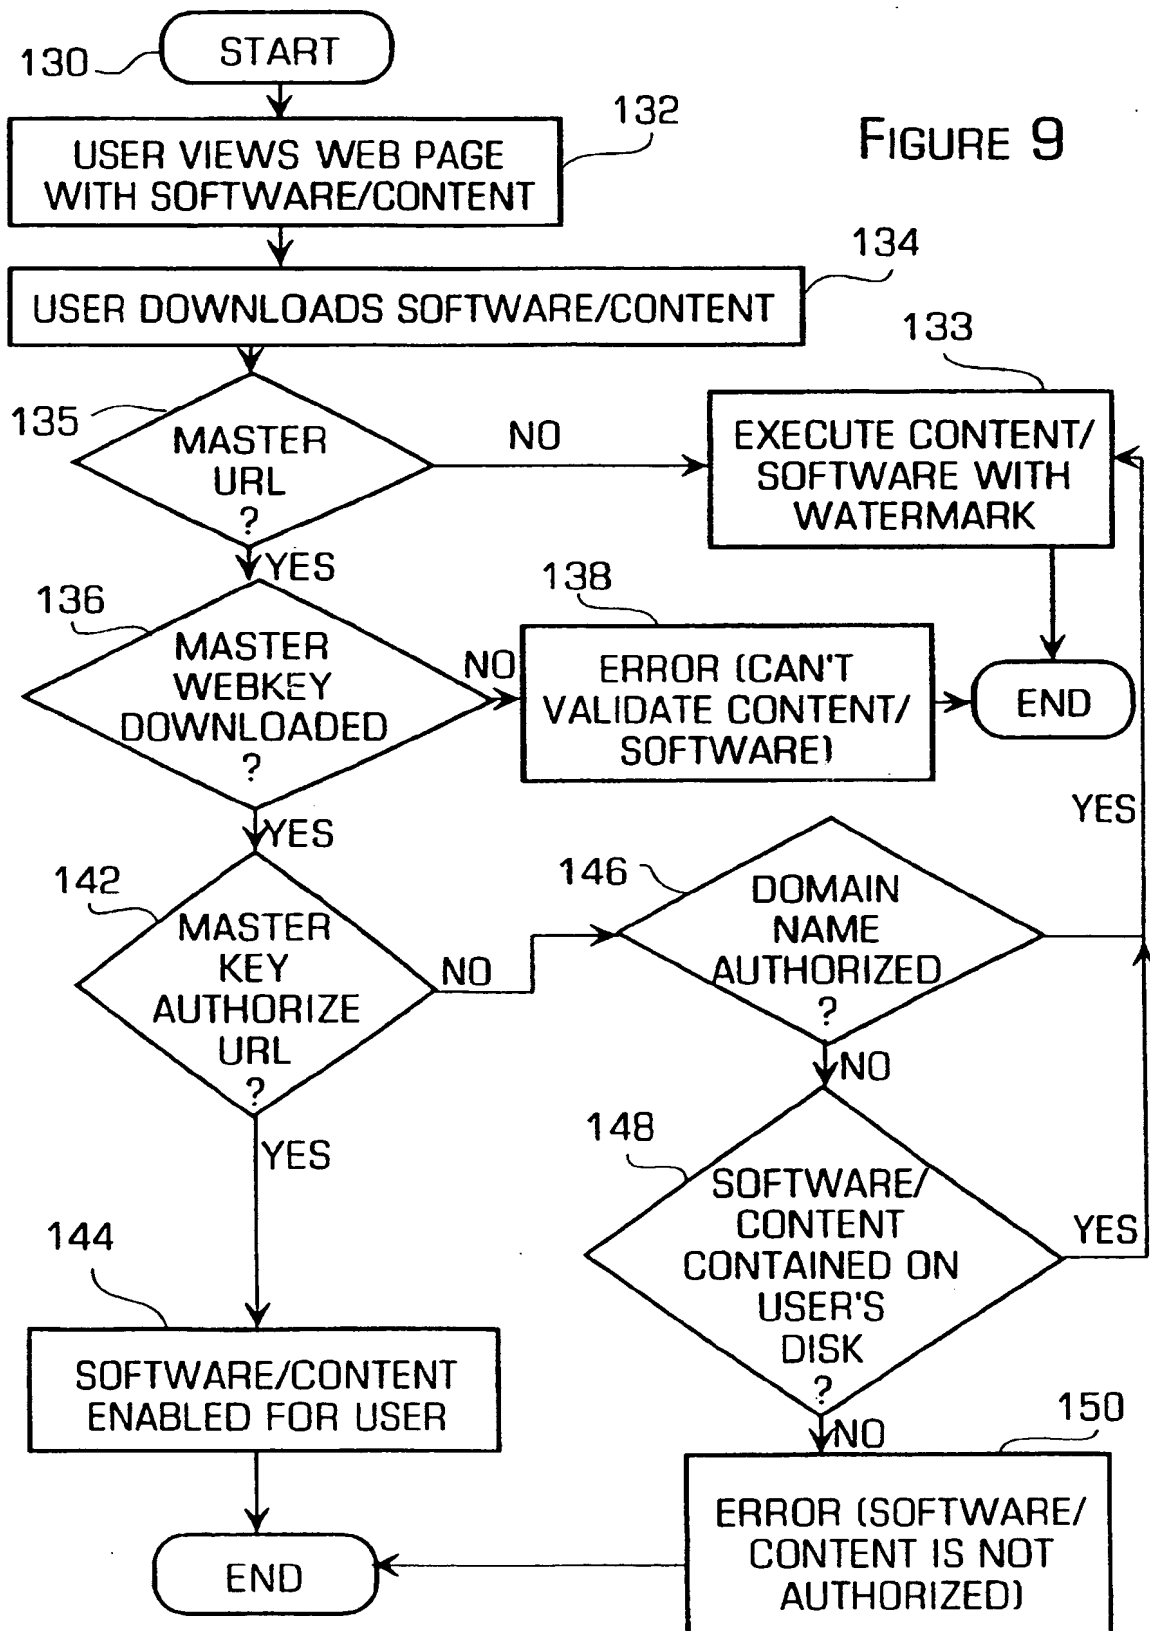 START
130
132
FIGURE 9
USER VIEWS WEB PAGE
WITH SOFTWARE/CONTENT
134
USER DOWNLOADS SOFTWARE/CONTENT
133
135
MASTER
URL
?
NO
EXECUTE CONTENT/
SOFTWARE WITH
WATERMARK
YES
136
MASTER
WEBKEY
DOWNLOADED
?
NO
138
ERROR (CAN'T
VALIDATE CONTENT/
SOFTWARE)
END
YES
YES
142
MASTER
KEY
AUTHORIZE
URL
?
NO
146
DOMAIN
NAME
AUTHORIZED
?
NO
YES
148
SOFTWARE/
CONTENT
CONTAINED ON
USER'S
DISK
?
YES
144
SOFTWARE/CONTENT
ENABLED FOR USER
NO
150
ERROR (SOFTWARE/
CONTENT IS NOT
AUTHORIZED)
END